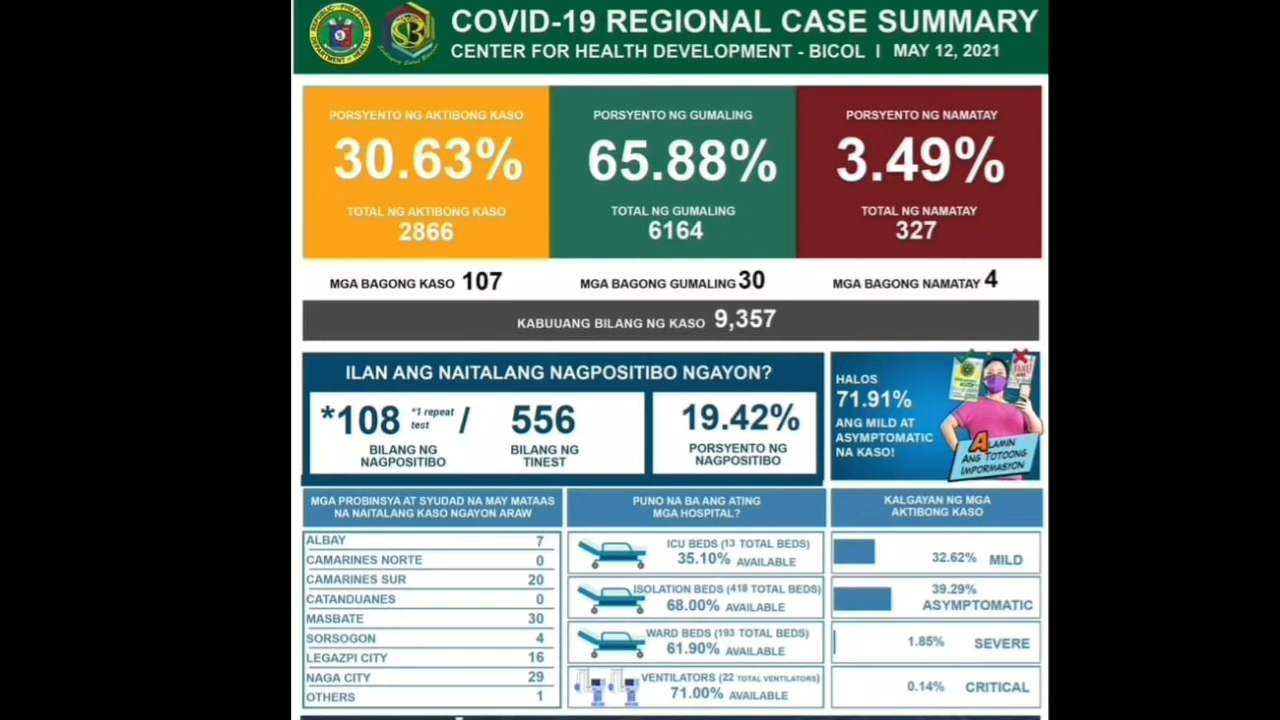 COVID-19 REGIONAL CASE SUMMARY
CENTER FOR HEALTH DEVELOPMENT - BICOL | MAY 12, 2021
PORSYENTO NG AKTIBONG KASO
30.63%
TOTAL NG AKTIBONG KASO
2866
PORSYENTO NG GUMALING
65.88%
TOTAL NG GUMALING
6164
PORSYENTO NG NAMATAY
3.49%
TOTAL NG NAMATAY
327
MGA BAGONG KASO 107
MGA BAGONG GUMALING 30
MGA BAGONG NAMATAY 4
KABUUANG BILANG NG KASO 9,357
ILAN ANG NAITALANG NAGPOSITIBO NGAYON?
*108 *1 repeat test /
BILANG NG
NAGPOSITIBO
556
BILANG NG
TINEST
19.42%
PORSYENTO NG
NAGPOSITIBO
HALOS
71.91%
ANG MILD AT
ASYMPTOMATIC
NA KASO!
ALAMIN
ANG TOTOONG
IMPORMASYON
MGA PROBINSYA AT SYUDAD NA MAY MATAAS
NA NAITALANG KASO NGAYON ARAW
ALBAY 7
CAMARINES NORTE 0
CAMARINES SUR 20
CATANDUANES 0
MASBATE 30
SORSOGON 4
LEGAZPI CITY 16
NAGA CITY 29
OTHERS 1
PUNO NA BA ANG ATING
MGA HOSPITAL?
ICU BEDS (13 TOTAL BEDS)
35.10% AVAILABLE
ISOLATION BEDS (418 TOTAL BEDS)
68.00% AVAILABLE
WARD BEDS (193 TOTAL BEDS)
61.90% AVAILABLE
VENTILATORS (22 TOTAL VENTILATORS)
71.00% AVAILABLE
KALGAYAN NG MGA
AKTIBONG KASO
32.62% MILD
39.29%
ASYMPTOMATIC
1.85% SEVERE
0.14% CRITICAL